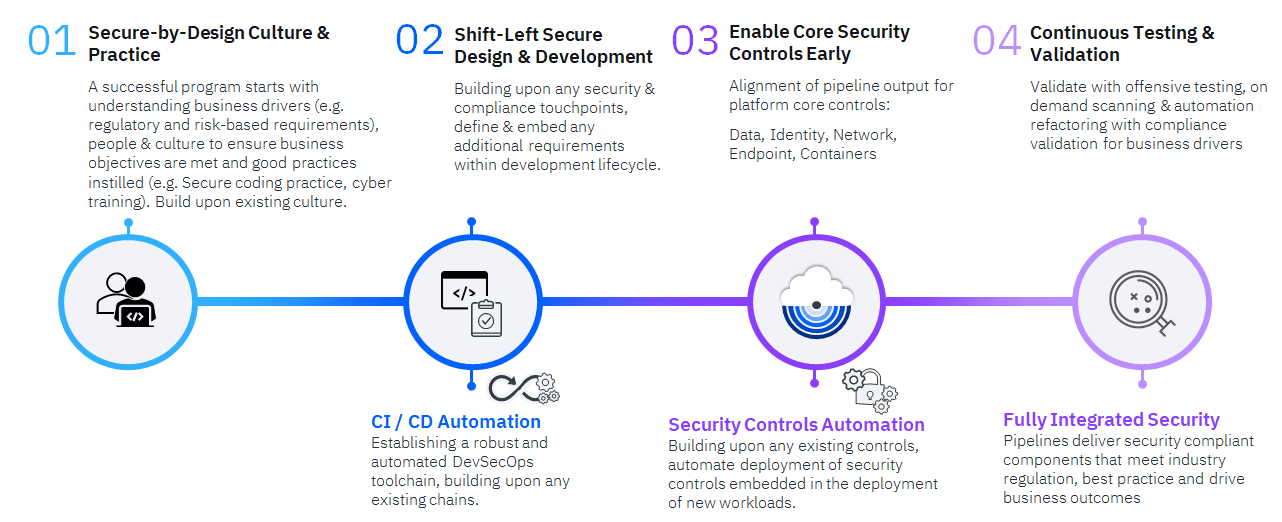 01
Secure-by-Design Culture &
Practice
A successful program starts with
understanding business drivers (e.g.
regulatory and risk-based requirements),
people & culture to ensure business
objectives are met and good practices
instilled (e.g. Secure coding practice, cyber
training). Build upon existing culture.
02
Shift-Left Secure
Design & Development
Building upon any security &
compliance touchpoints,
define & embed any
additional requirements
within development lifecycle.
03
Enable Core Security
Controls Early
Alignment of pipeline output for
platform core controls:
Data, Identity, Network,
Endpoint, Containers
04
Continuous Testing &
Validation
Validate with offensive testing, on
demand scanning & automation
refactoring with compliance
validation for business drivers
</>
</>
CI / CD Automation
Establishing a robust and
automated DevSecOps
toolchain, building upon any
existing chains.
Security Controls Automation
Building upon any existing controls,
automate deployment of security
controls embedded in the deployment
of new workloads.
Fully Integrated Security
Pipelines deliver security compliant
components that meet industry
regulation, best practice and drive
business outcomes